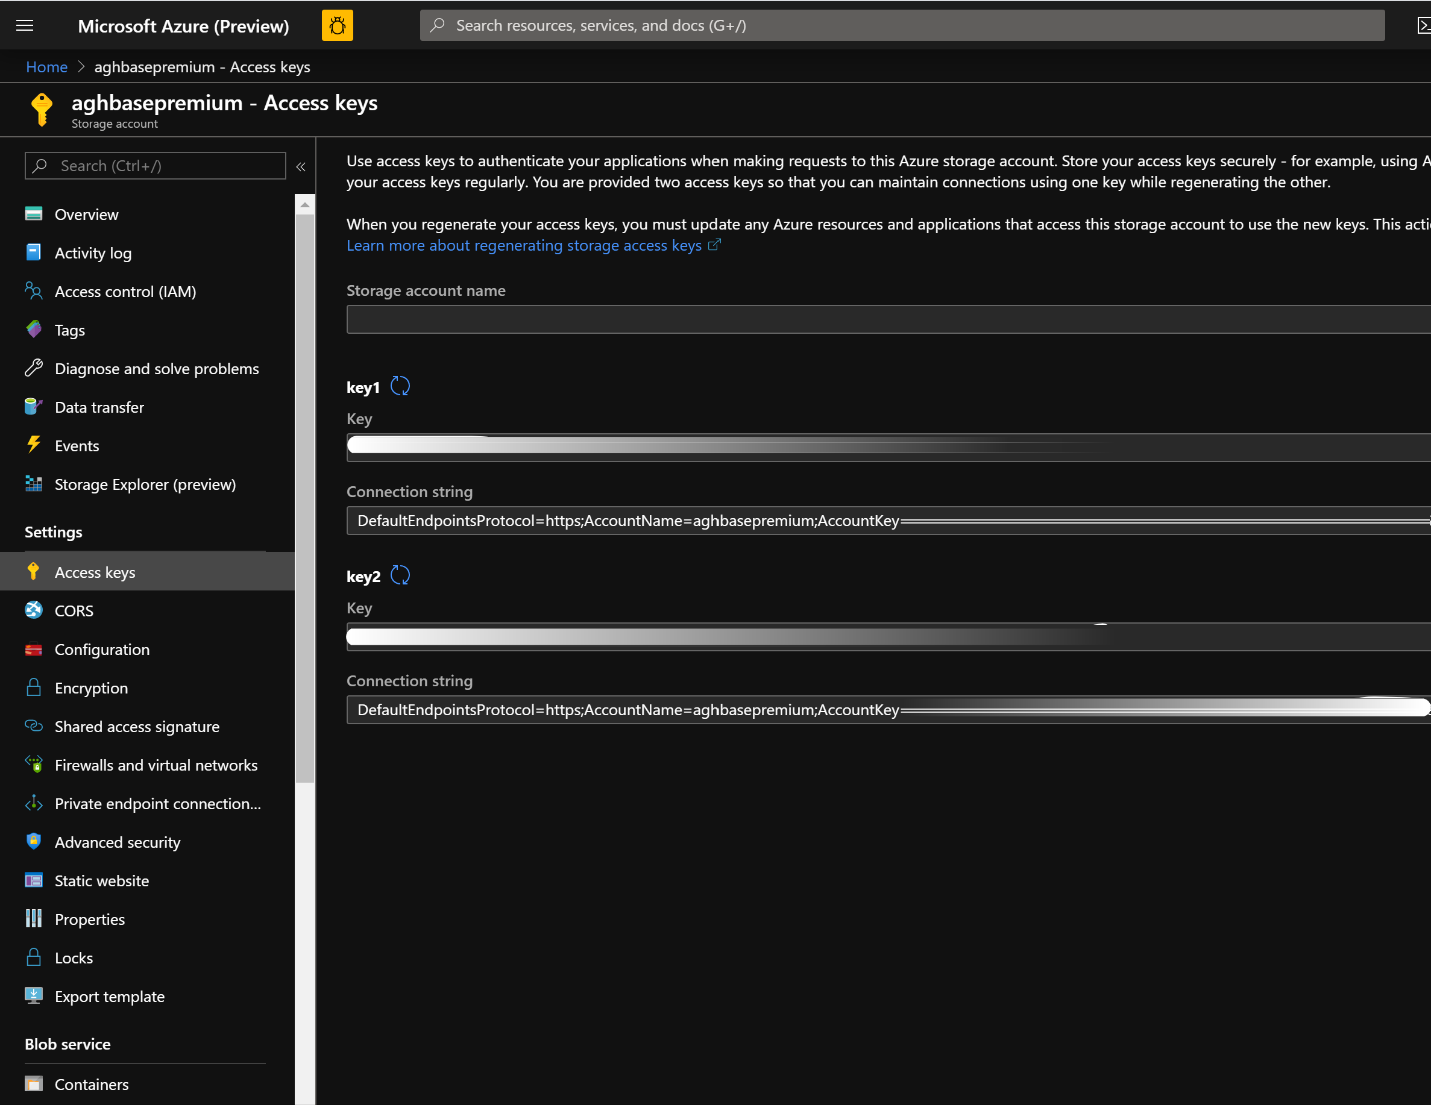 Microsoft Azure (Preview)
Search resources, services, and docs (G+/)
Home > aghbasepremium - Access keys
aghbasepremium - Access keys
Storage account
Search (Ctrl+/)
«
Overview
Activity log
Access control (IAM)
Tags
Diagnose and solve problems
Data transfer
Events
Storage Explorer (preview)
Settings
Access keys
CORS
Configuration
Encryption
Shared access signature
Firewalls and virtual networks
Private endpoint connection...
Advanced security
Static website
Properties
Locks
Export template
Blob service
Containers
Use access keys to authenticate your applications when making requests to this Azure storage account. Store your access keys securely - for example, using A
your access keys regularly. You are provided two access keys so that you can maintain connections using one key while regenerating the other.
When you regenerate your access keys, you must update any Azure resources and applications that access this storage account to use the new keys. This acti
Learn more about regenerating storage access keys
Storage account name
key1
Key
Connection string
DefaultEndpointsProtocol=https;AccountName=aghbasepremium;AccountKey=
key2
Key
Connection string
DefaultEndpointsProtocol=https;AccountName=aghbasepremium;AccountKey=